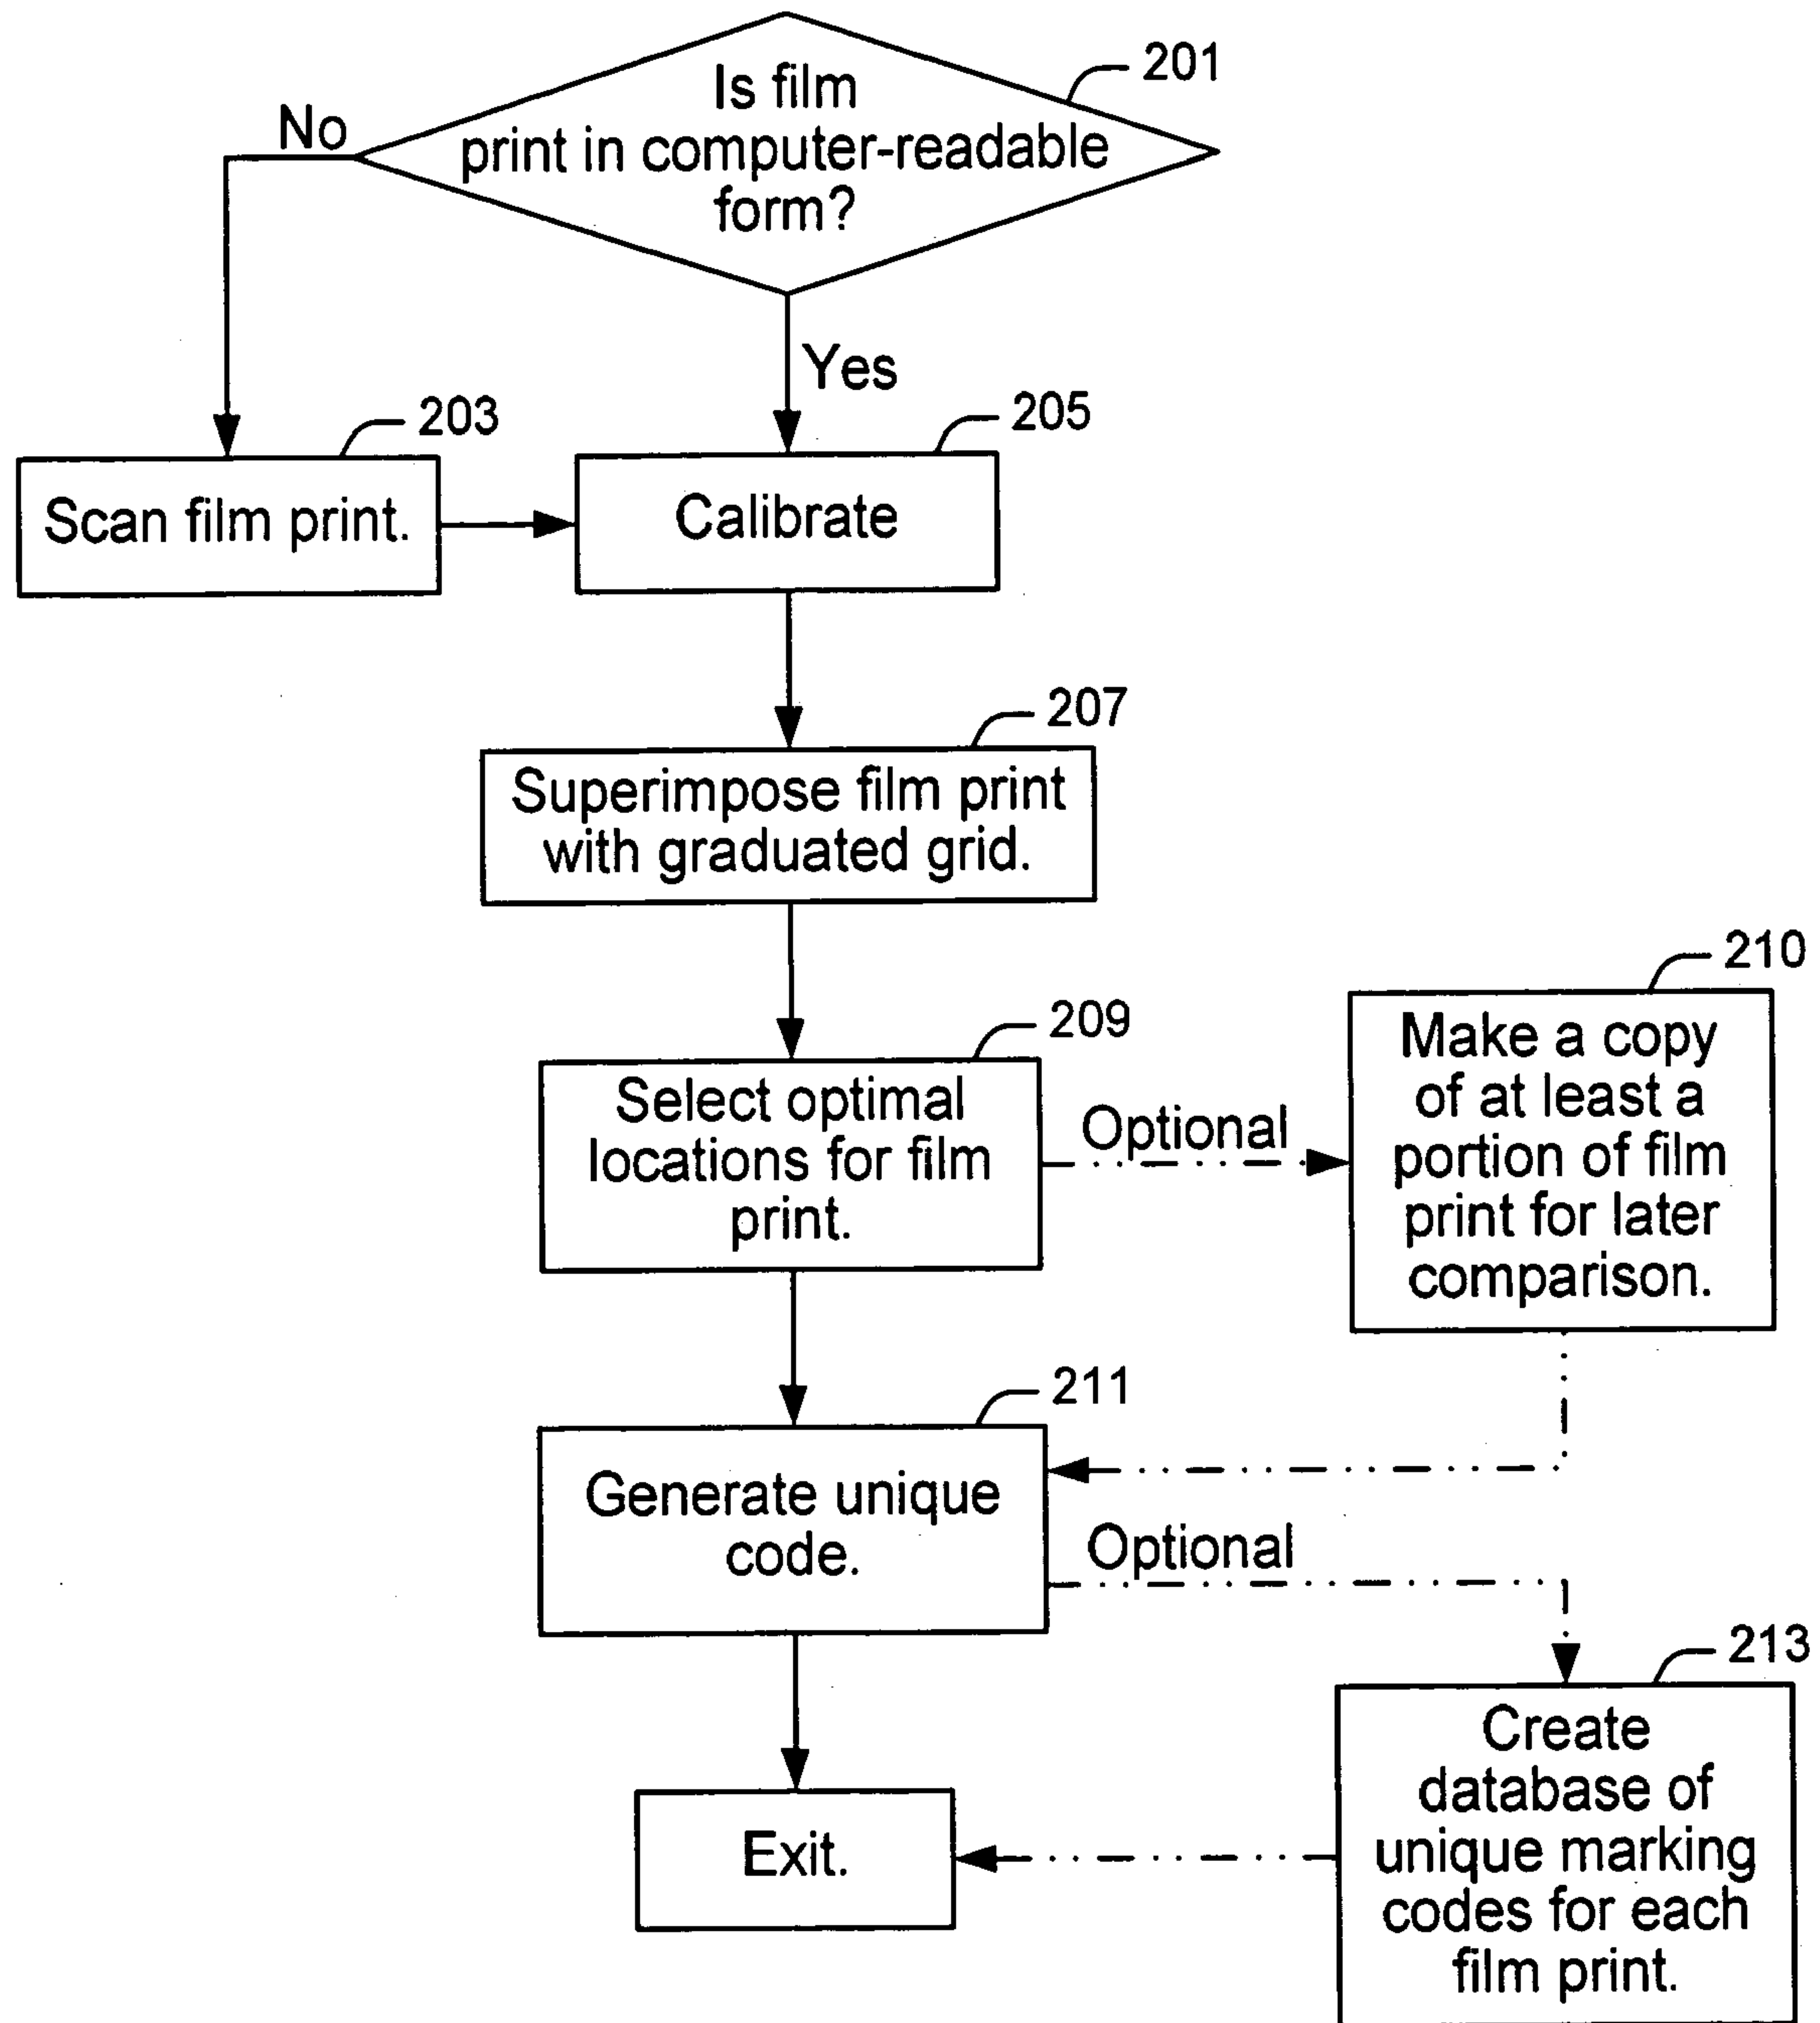 201
Is film
print in computer-readable
form?
No
Yes
203
Scan film print.
205
Calibrate
207
Superimpose film print
with graduated grid.
209
Select optimal
locations for film
print.
Optional
210
Make a copy
of at least a
portion of film
print for later
comparison.
211
Generate unique
code.
Optional
213
Create
database of
unique marking
codes for each
film print.
Exit.